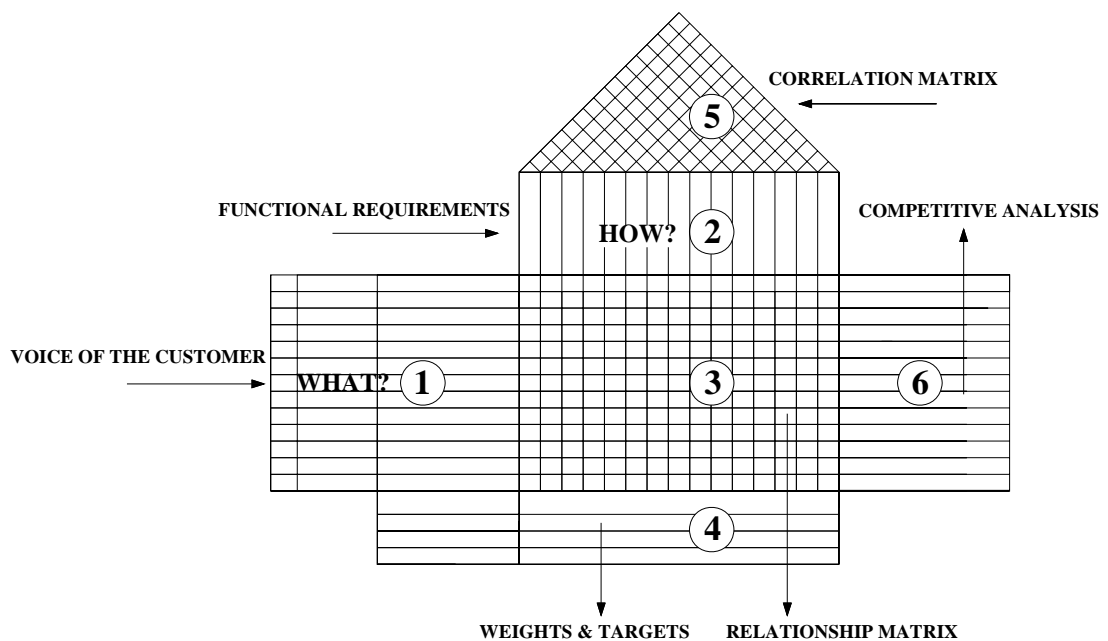 CORRELATION MATRIX
5
FUNCTIONAL REQUIREMENTS
HOW? 2
COMPETITIVE ANALYSIS
VOICE OF THE CUSTOMER
WHAT? 1
3
6
4
WEIGHTS & TARGETS
RELATIONSHIP MATRIX